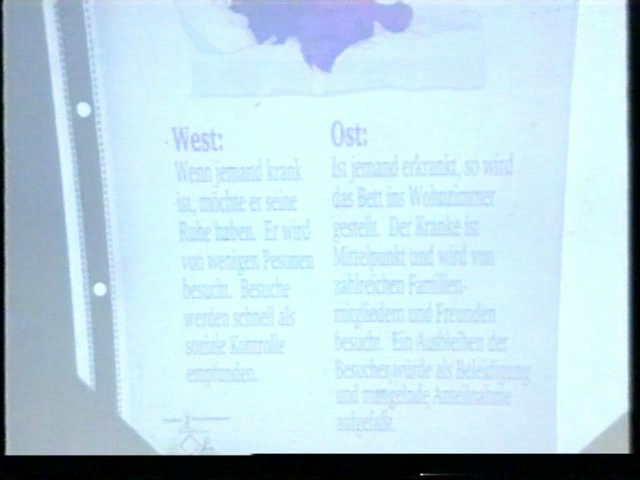 West:
Wenn jemand krank
ist, möchte er seine
Ruhe haben. Er wird
von wenigen Pesonen
besucht. Besuche
werden schnell als
soziale Kontrolle
empfunden.
Ost:
Ist jemand erkrankt, so wird
das Bett ins Wohnzimmer
gestellt. Der Kranke ist
Mittelpunkt und wird von
zahlreichen Familien-
mitgliedern und Freunden
besucht. Ein Ausbleiben der
Besucher würde als Beleidigung
und mangelnde Anteilnahme
aufgefaßt.